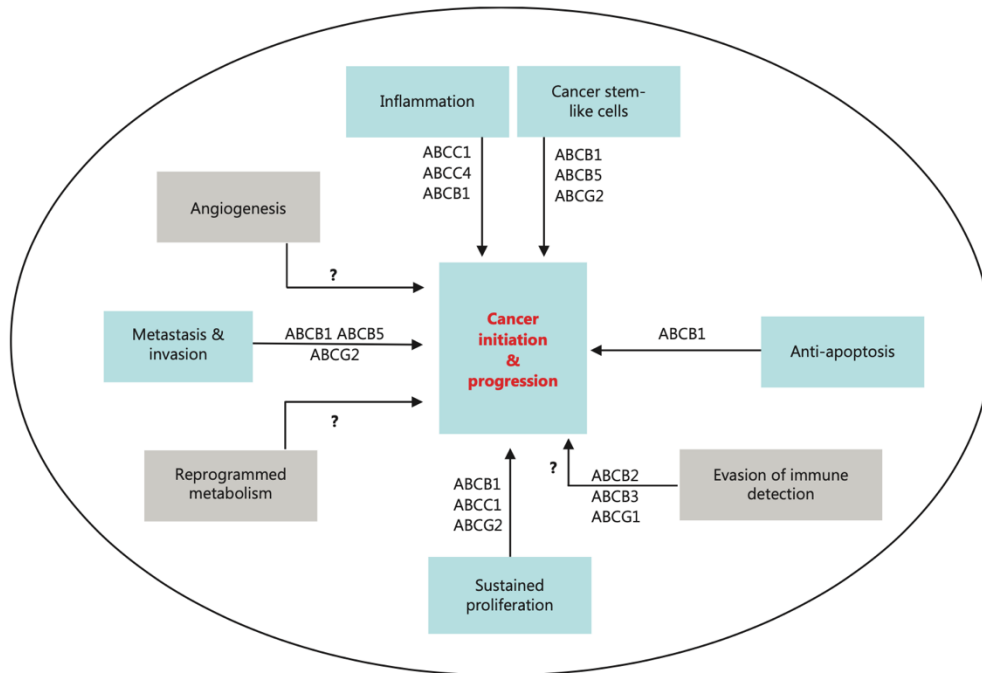 Inflammation
Cancer stem-
like cells
ABCC1
ABCC4
ABCB1
ABCB1
ABCB5
ABCG2
Angiogenesis
?
Metastasis &
invasion
ABCB1 ABCB5
ABCG2
Cancer
initiation
&
progression
ABCB1
Anti-apoptosis
?
Reprogrammed
metabolism
ABCB1
ABCC1
ABCG2
?
ABCB2
ABCB3
ABCG1
Evasion of immune
detection
Sustained
proliferation